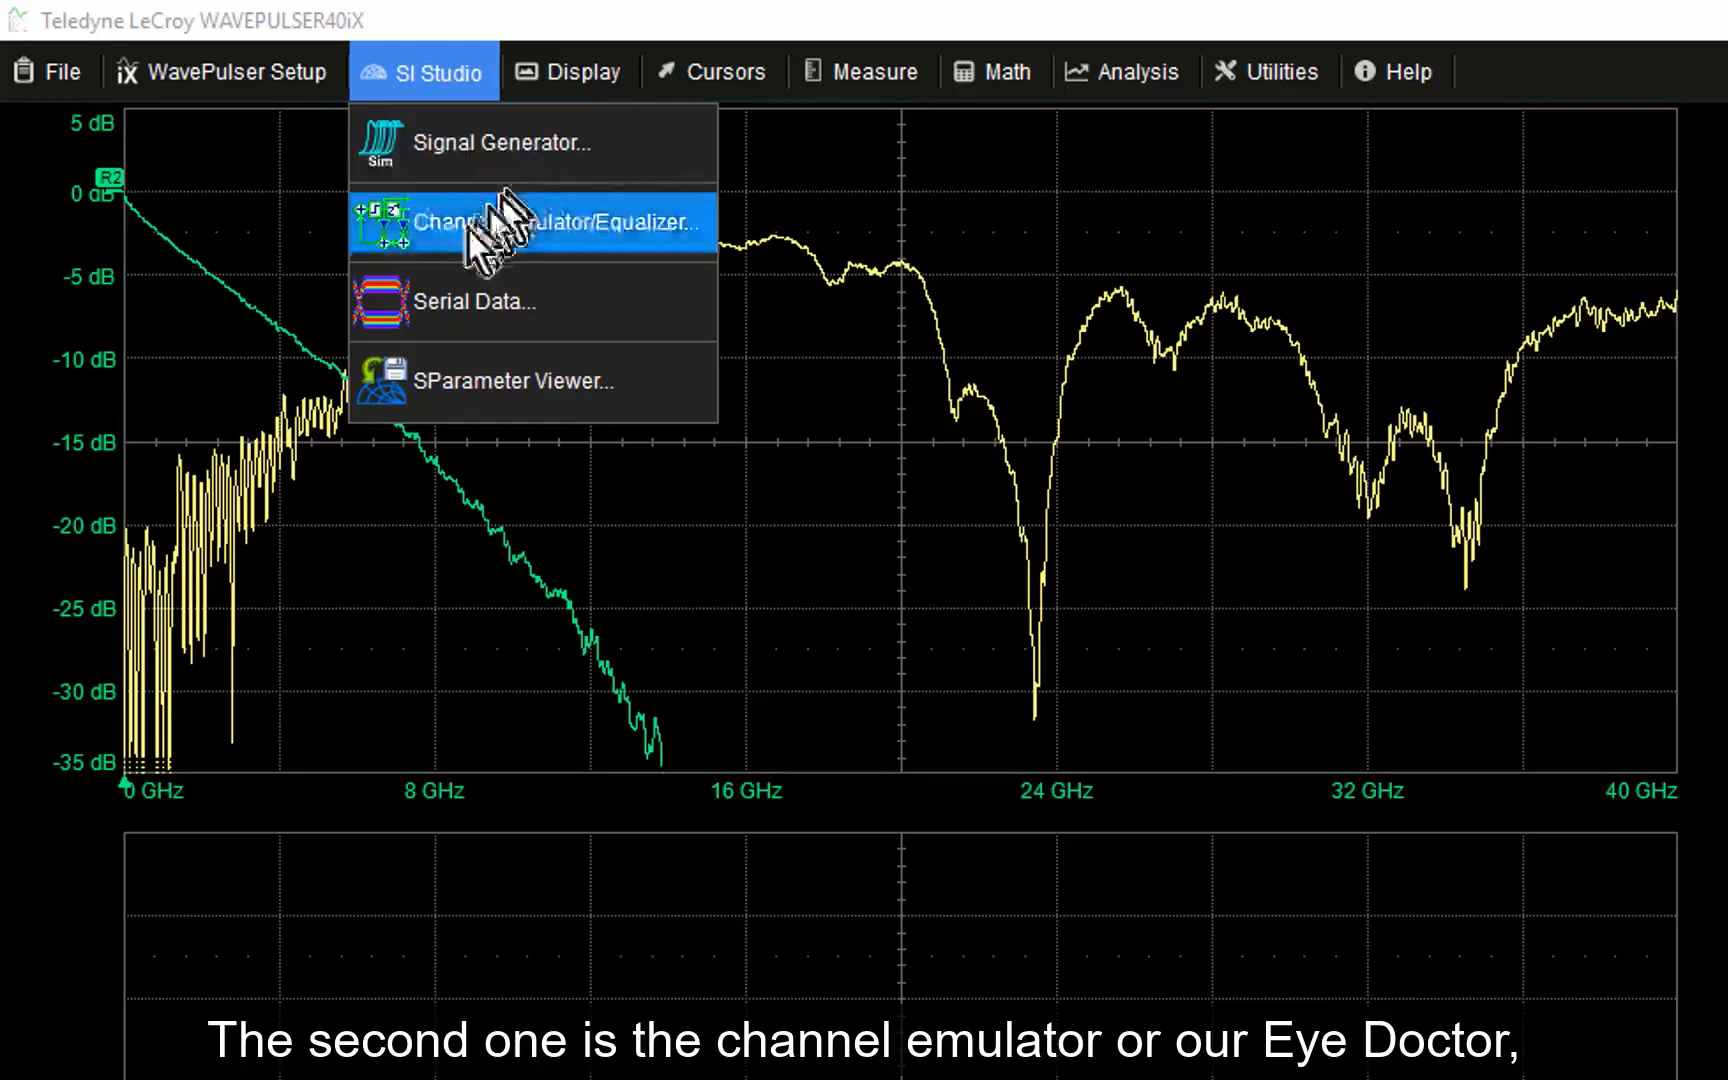 Teledyne LeCroy WAVEPULSER40iX
File WavePulser Setup SI Studio Display Cursors Measure Math Analysis Utilities Help
Signal Generator...
Sim
ulator/Equalizer...
Serial Data...
SParameter Viewer...
5 dB
R2
0 dB
-5 dB
-10 dB
-15 dB
-20 dB
-25 dB
-30 dB
-35 dB
0 GHz 8 GHz 16 GHz 24 GHz 32 GHz 40 GHz
The second one is the channel emulator or our Eye Doctor,